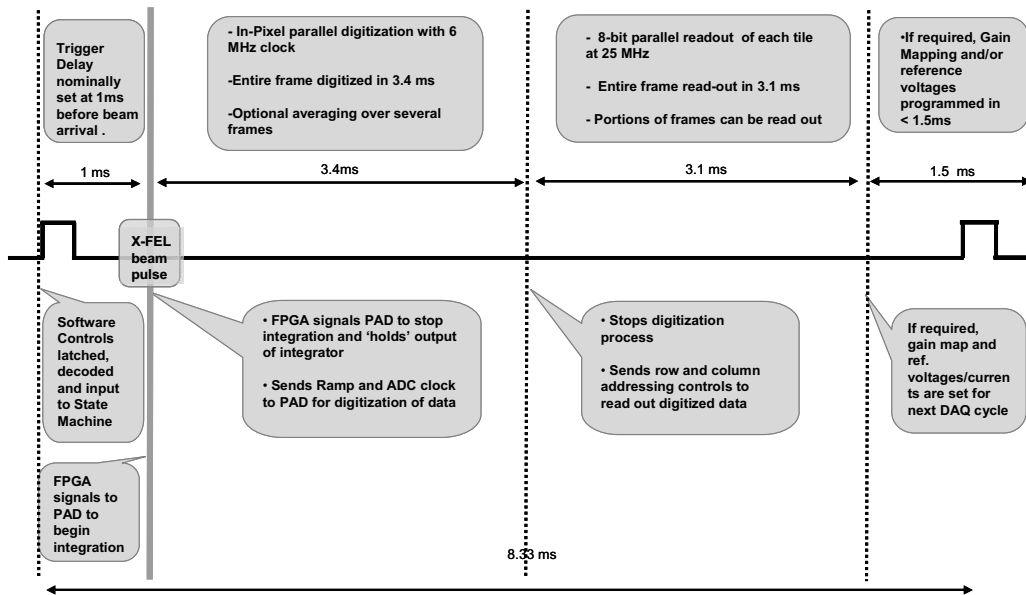 Trigger
Delay
nominally
set at 1ms
before beam
arrival .
- In-Pixel parallel digitization with 6
MHz clock
-Entire frame digitized in 3.4 ms
-Optional averaging over several
frames
- 8-bit parallel readout of each tile
at 25 MHz
- Entire frame read-out in 3.1 ms
- Portions of frames can be read out
•If required, Gain
Mapping and/or
reference
voltages
programmed in
< 1.5ms
1 ms
3.4ms
3.1 ms
1.5 ms
X-FEL
beam
pulse
Software
Controls
latched,
decoded
and input
to State
Machine
• FPGA signals PAD to stop
integration and ‘holds’ output
of integrator
• Sends Ramp and ADC clock
to PAD for digitization of data
• Stops digitization
process
• Sends row and column
addressing controls to
read out digitized data
If required,
gain map and
ref.
voltages/curren
ts are set for
next DAQ cycle
FPGA
signals to
PAD to
begin
integration
8.33 ms